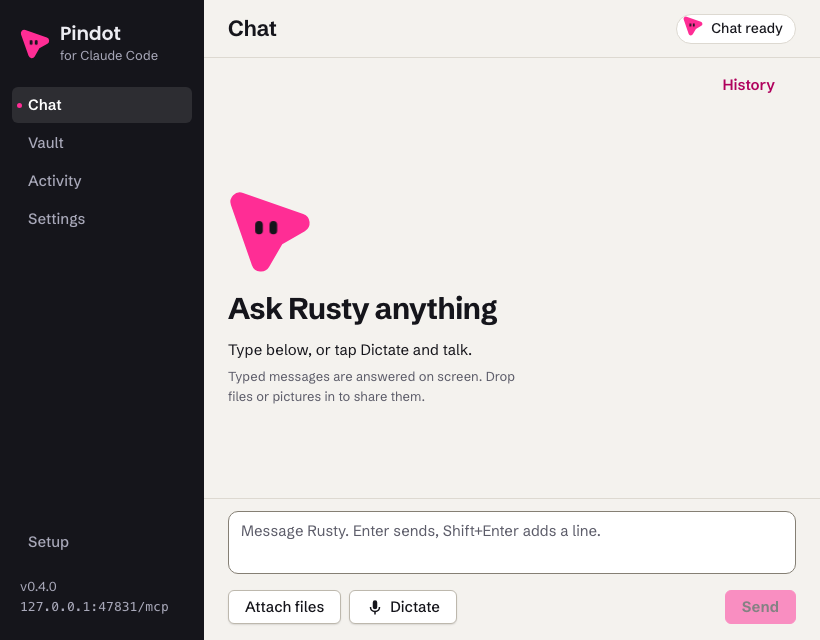 Pindot
for Claude Code
Chat
Vault
Activity
Settings
Setup
v0.4.0
127.0.0.1:47831/mcp
Chat
Chat ready
History
Ask Rusty anything
Type below, or tap Dictate and talk.
Typed messages are answered on screen. Drop
files or pictures in to share them.
Message Rusty. Enter sends, Shift+Enter adds a line.
Attach files
Dictate
Send